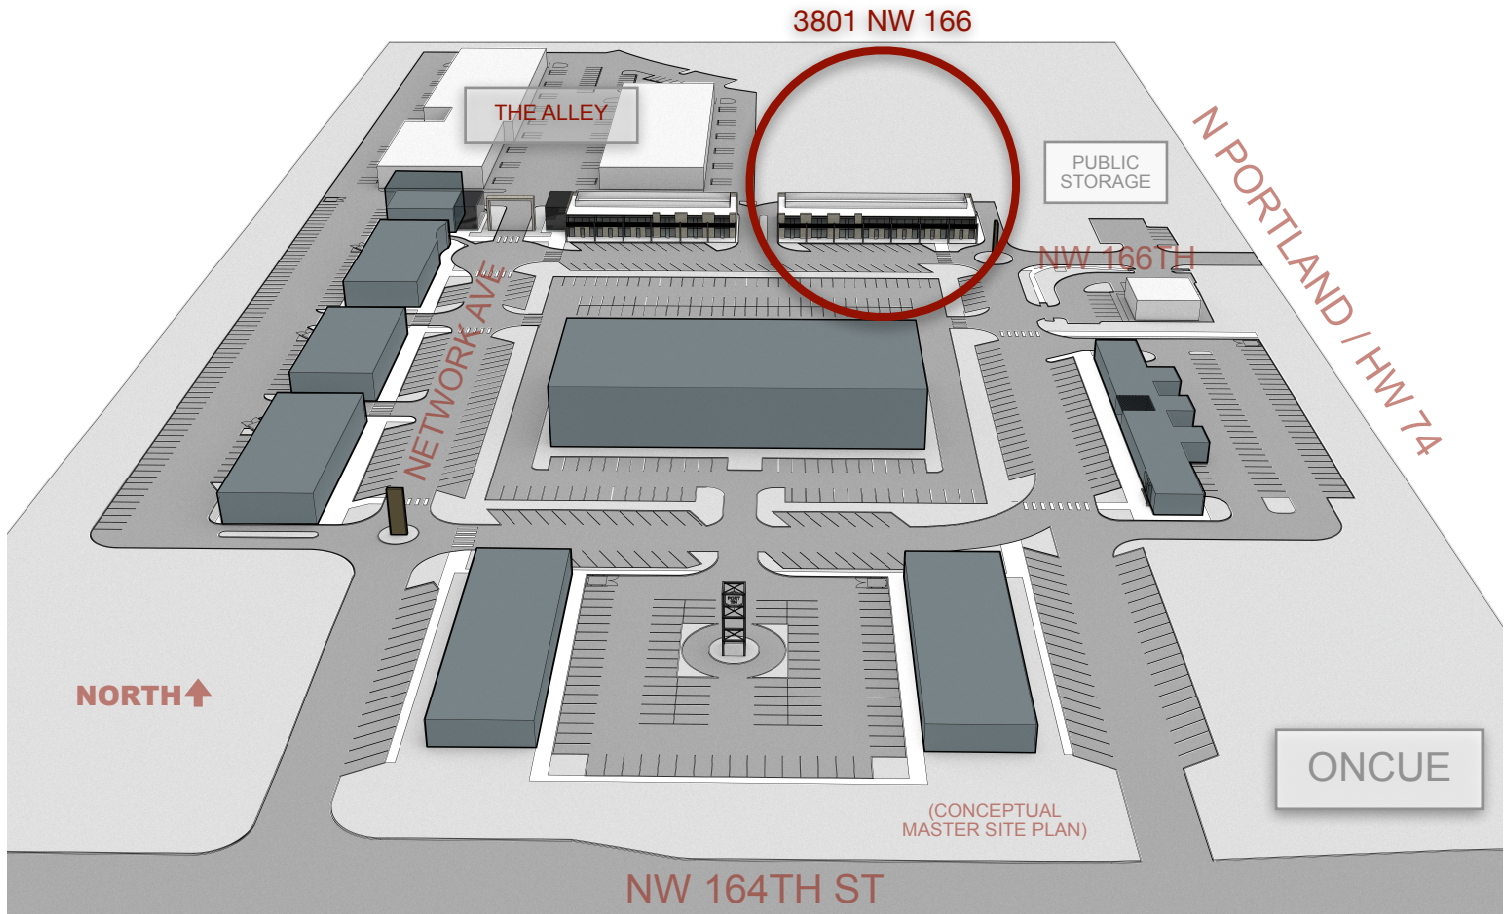 3801 NW 166
THE ALLEY
PUBLIC
STORAGE
N PORTLAND / HW 74
NW 166TH
NETWORK AVE
NORTH
ONCUE
(CONCEPTUAL
MASTER SITE PLAN)
NW 164TH ST